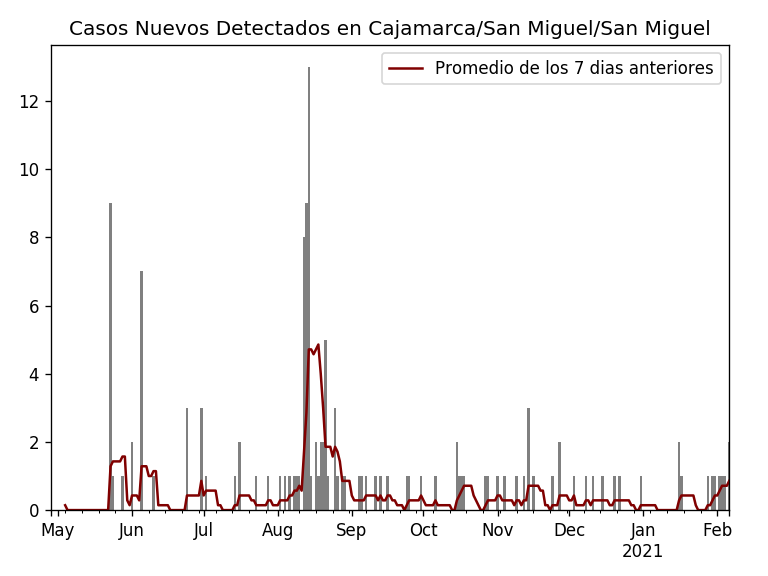 Casos Nuevos Detectados en Cajamarca/San Miguel/San Miguel
Promedio de los 7 dias anteriores
12
10
8
6
4
2
0
May Jun Jul Aug Sep Oct Nov Dec Jan Feb
2021